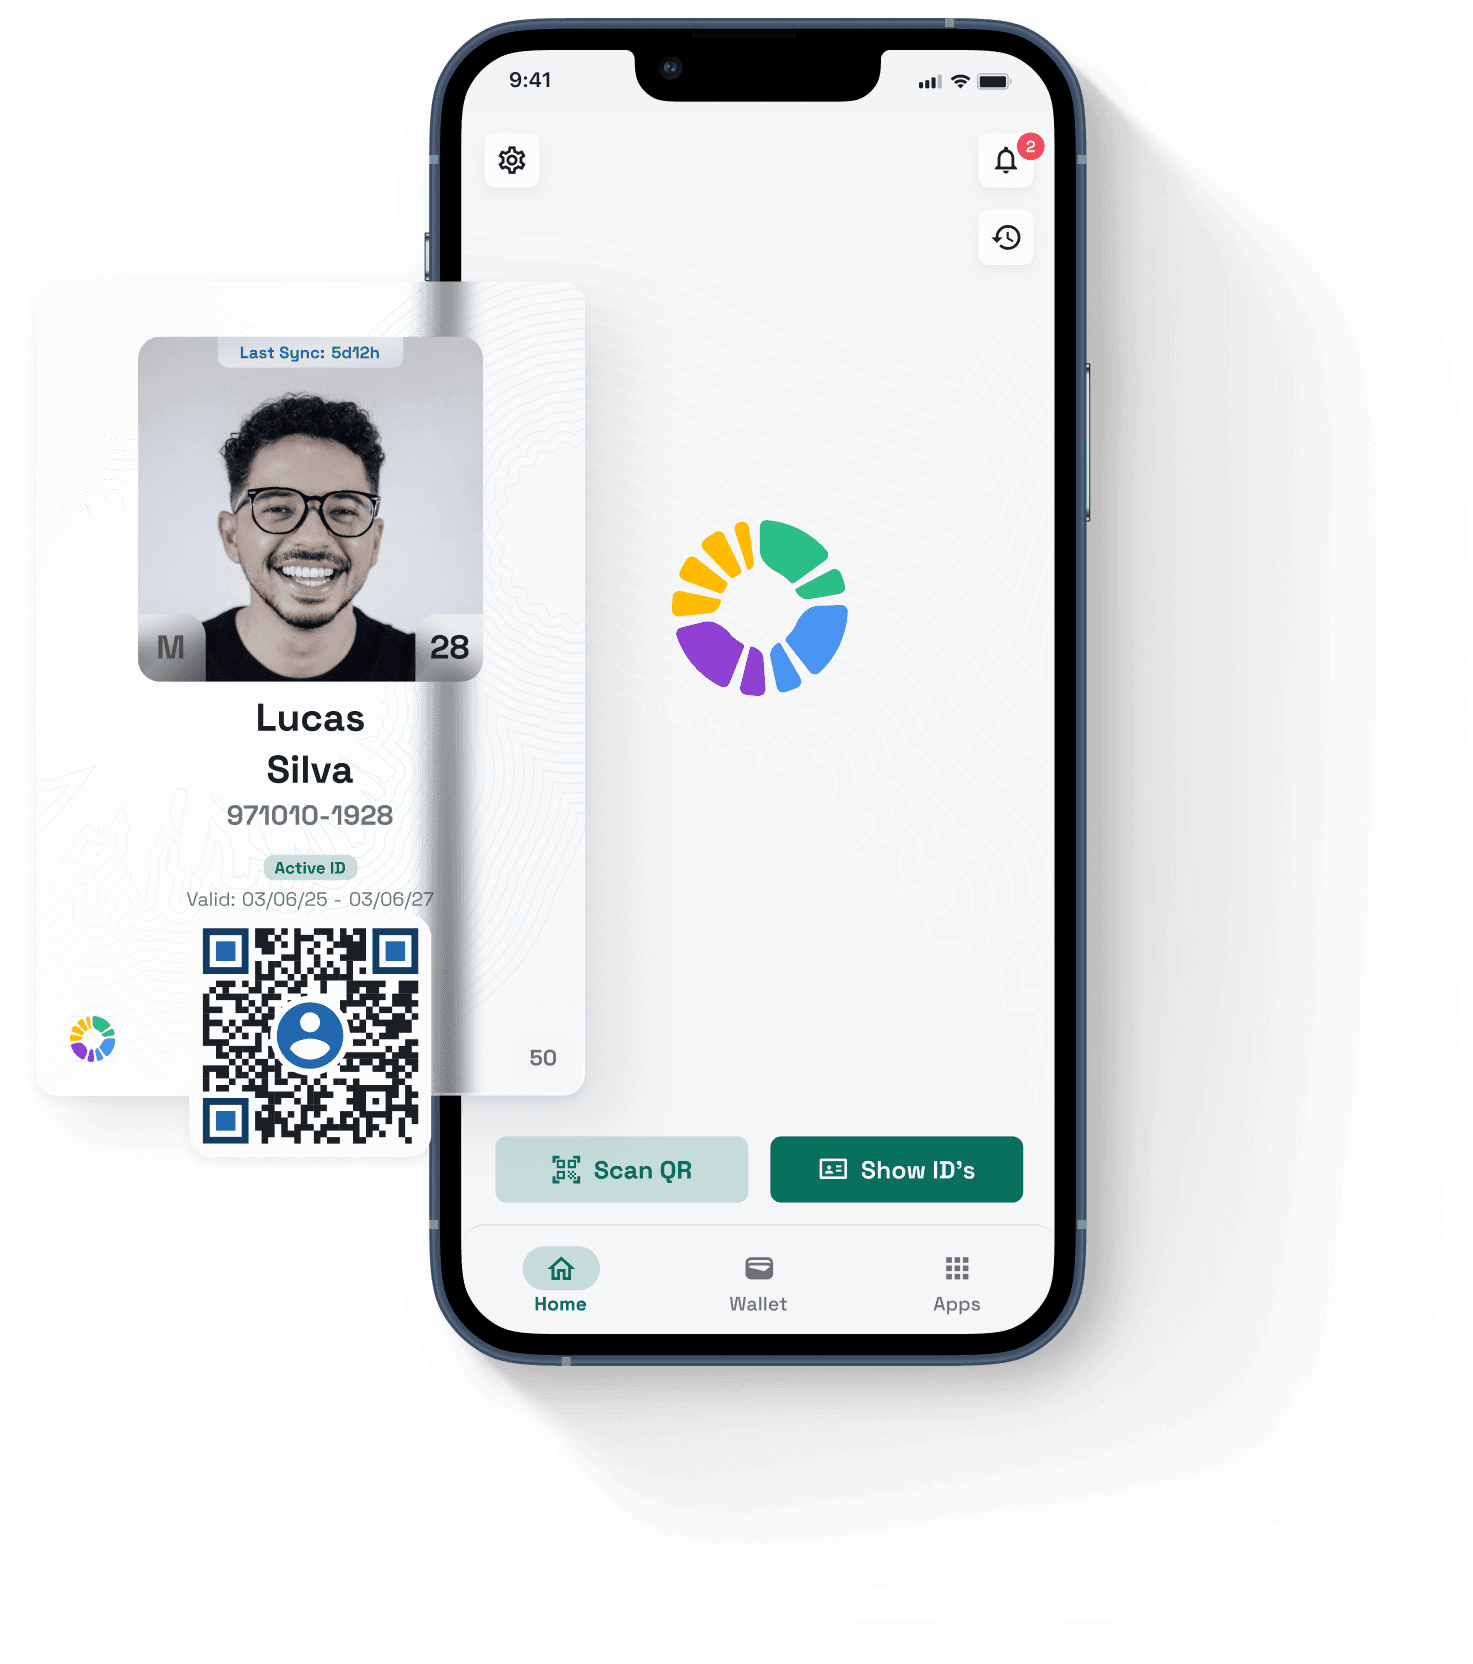 9:41
2
Last Sync: 5d12h
M
28
Lucas
Silva
971010-1928
Active ID
Valid: 03/06/25 - 03/06/27
50
Scan QR
Show ID's
Home
Wallet
Apps